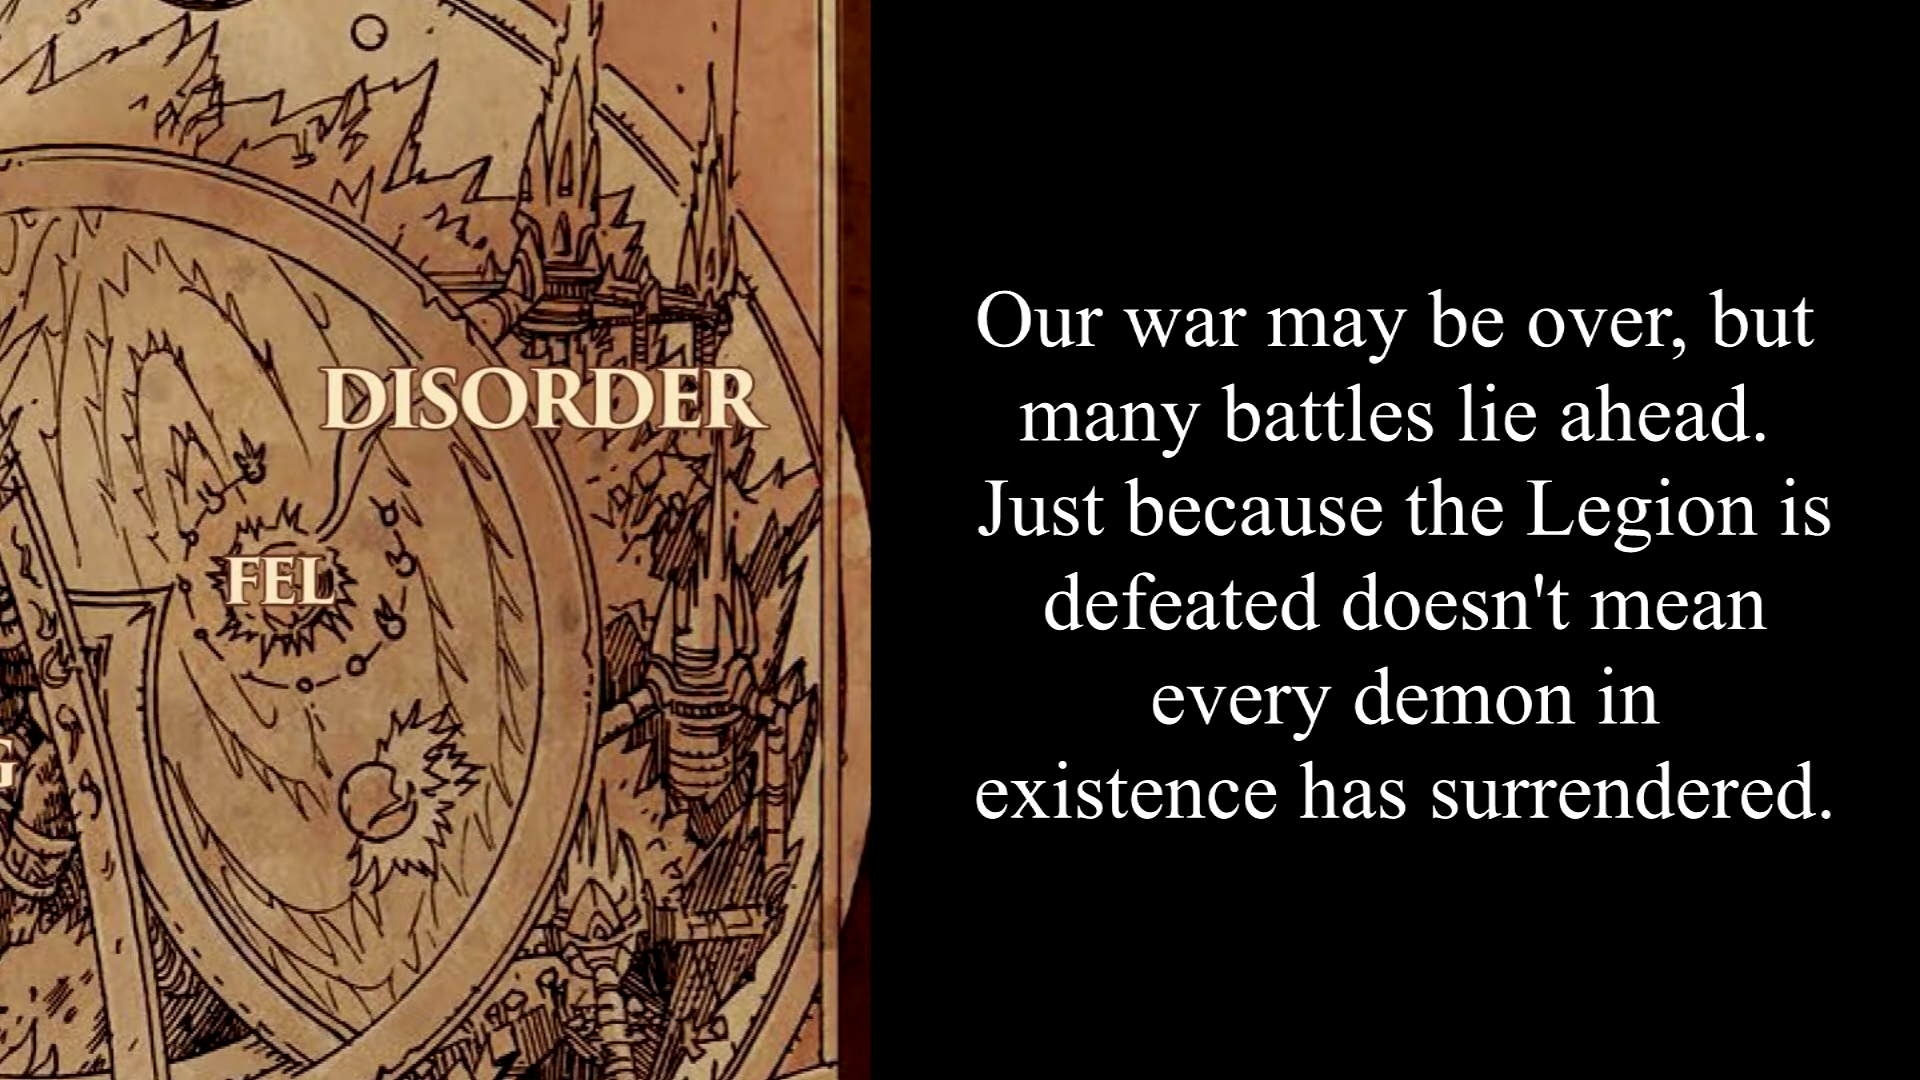 DISORDER
FEL
G
Our war may be over, but
many battles lie ahead.
Just because the Legion is
defeated doesn't mean
every demon in
existence has surrendered.